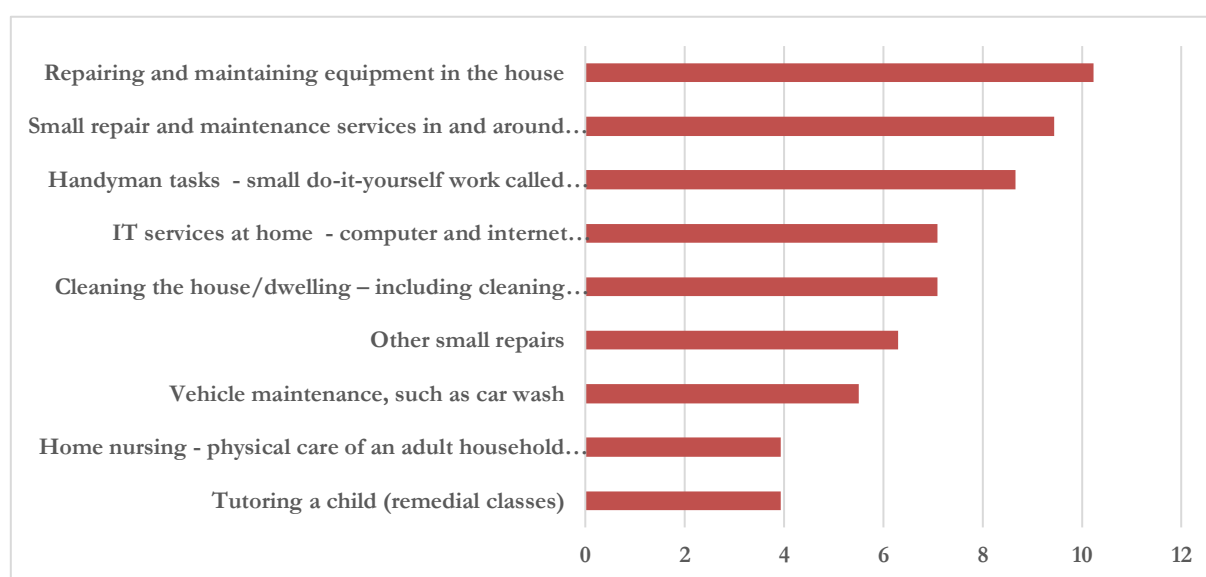 Repairing and maintaining equipment in the house
Small repair and maintenance services in and around…
Handyman tasks  - small do-it-yourself work called…
IT services at home  - computer and internet…
Cleaning the house/dwelling – including cleaning…
Other small repairs
Vehicle maintenance, such as car wash
Home nursing - physical care of an adult household…
Tutoring a child (remedial classes)
0 2 4 6 8 10 12